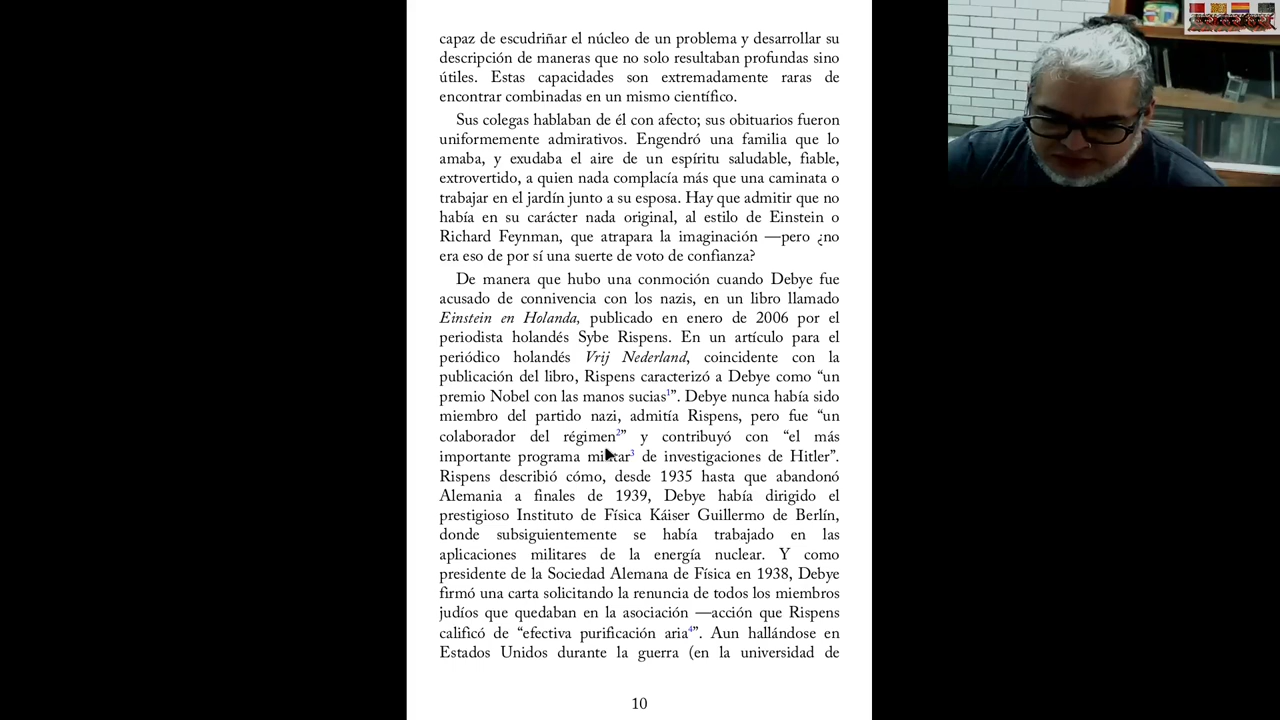 capaz de escudriñar el núcleo de un problema y desarrollar su
descripción de maneras que no solo resultaban profundas sino
útiles. Estas capacidades son extremadamente raras de
encontrar combinadas en un mismo científico.
Sus colegas hablaban de él con afecto; sus obituarios fueron
uniformemente admirativos. Engendró una familia que lo
amaba, y exudaba el aire de un espíritu saludable, fiable,
extrovertido, a quien nada complacía más que una caminata o
trabajar en el jardín junto a su esposa. Hay que admitir que no
había en su carácter nada original, al estilo de Einstein o
Richard Feynman, que atrapara la imaginación —pero ¿no
era eso de por sí una suerte de voto de confianza?
De manera que hubo una conmoción cuando Debye fue
acusado de connivencia con los nazis, en un libro llamado
Einstein en Holanda, publicado en enero de 2006 por el
periodista holandés Sybe Rispens. En un artículo para el
periódico holandés Vrij Nederland, coincidente con la
publicación del libro, Rispens caracterizó a Debye como “un
premio Nobel con las manos sucias1”. Debye nunca había sido
miembro del partido nazi, admitía Rispens, pero fue “un
colaborador del régimen2” y contribuyó con “el más
importante programa militar3 de investigaciones de Hitler”.
Rispens describió cómo, desde 1935 hasta que abandonó
Alemania a finales de 1939, Debye había dirigido el
prestigioso Instituto de Física Káiser Guillermo de Berlín,
donde subsiguientemente se había trabajado en las
aplicaciones militares de la energía nuclear. Y como
presidente de la Sociedad Alemana de Física en 1938, Debye
firmó una carta solicitando la renuncia de todos los miembros
judíos que quedaban en la asociación —acción que Rispens
calificó de “efectiva purificación aria4”. Aun hallándose en
Estados Unidos durante la guerra (en la universidad de
10